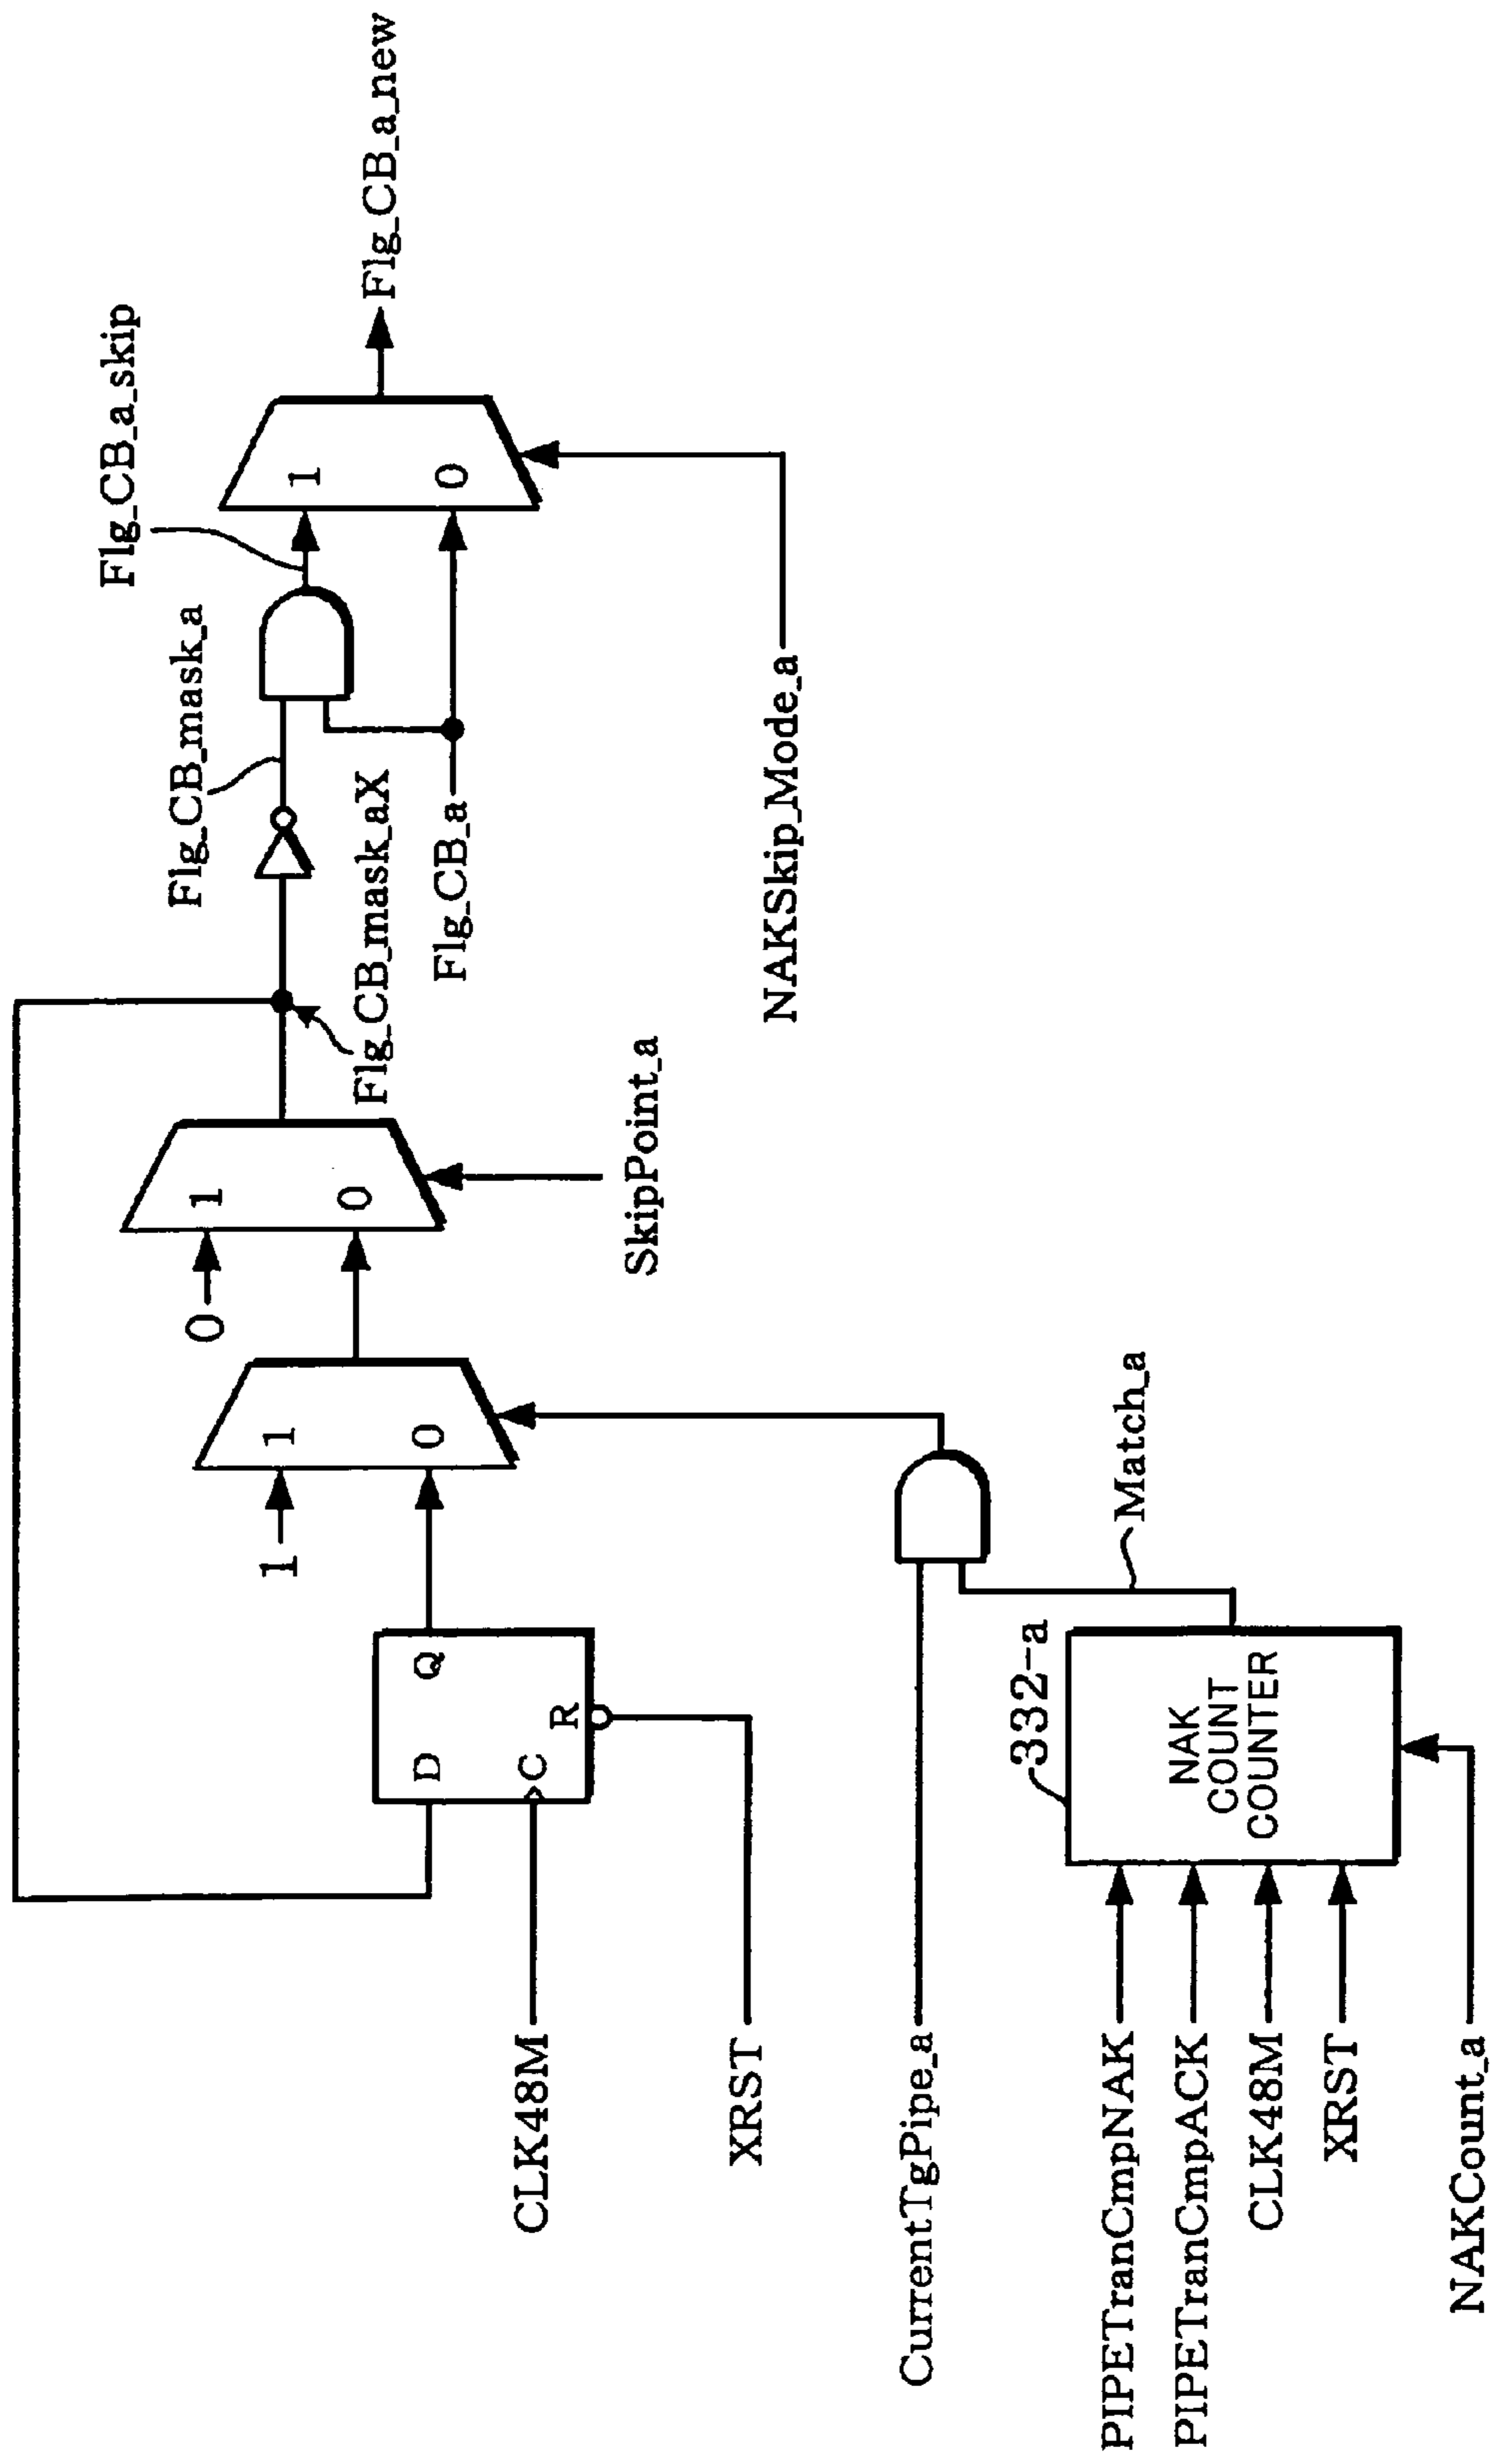 Flg_CB_a_new
Flg_CB_a_skip
Flg_CB_mask_a
Flg_CB_mask_aX
Flg_CB_a
NAKSkip_Mode_a
1
0
SkipPoint_a
0
1
0
1
1
0
D
Q
C
R
CLK48M
XRST
CurrentTgPipe_a
Match_a
332-a
NAK
COUNT
COUNTER
PIPETranCmpNAK
PIPETranCmpACK
CLK48M
XRST
NAKCount_a